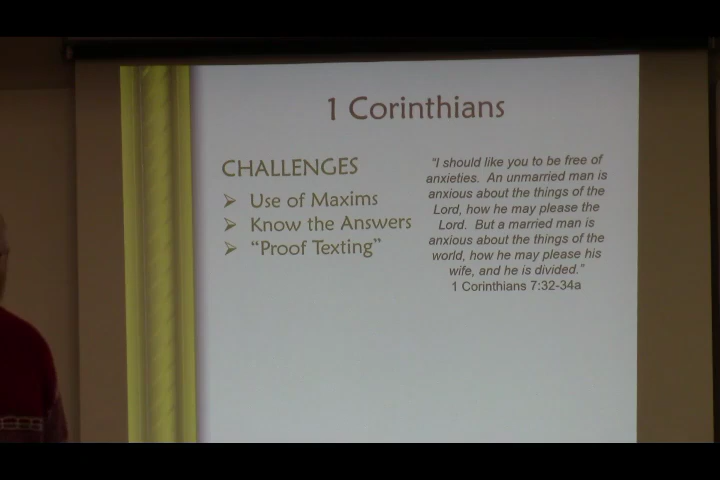 1 Corinthians
CHALLENGES
➢ Use of Maxims
➢ Know the Answers
➢ “Proof Texting”
“I should like you to be free of
anxieties. An unmarried man is
anxious about the things of the
Lord, how he may please the
Lord. But a married man is
anxious about the things of the
world, how he may please his
wife, and he is divided.”
1 Corinthians 7:32-34a